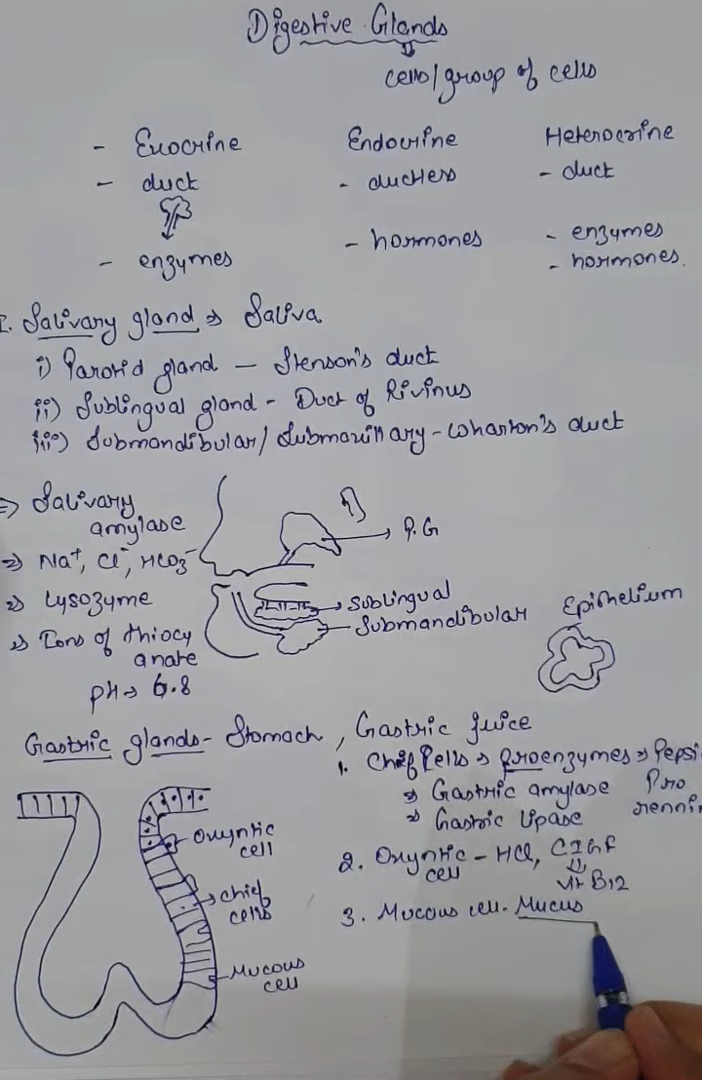 Digestive Glands
cells/group of cells
- Exocrine Endocrine Heterocrine
- duct - ductless - duct
- enzymes - hormones - enzymes
- hormones.
I. Salivary gland → Saliva
i) Parotid gland - Stenson's duct
ii) Sublingual gland - Duct of Rivinus
iii) Submandibular/Submaxillary - Wharton's duct
⇒ Salivary amylase
⇒ Na+, Cl-, HCO3-
⇒ Lysozyme
⇒ Ions of thiocy
anate
pH → 6.8
P.G
Sublingual
Submandibular
Epithelium
Gastric glands - Stomach, Gastric juice
1. Chief Cells → proenzymes → Pepsi
→ Gastric amylase Pro
→ Gastric lipase renni
2. Oxyntic cell - HCl, CIGF
⇓
Vit B12
3. Mucous cell. Mucus
Oxyntic
cell
chief
cells
Mucous
cell